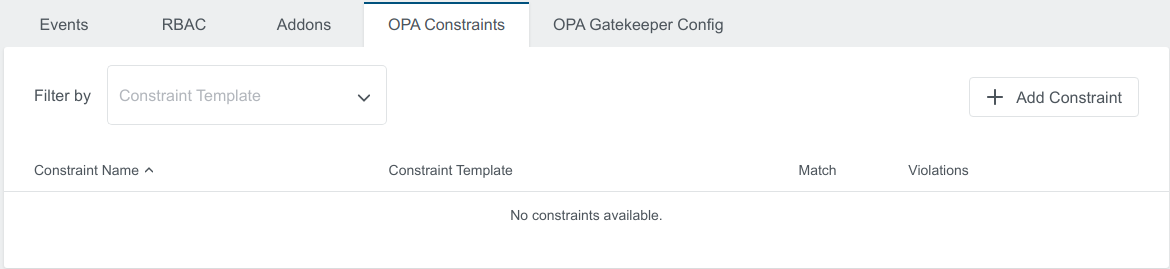 Events RBAC Addons OPA Constraints OPA Gatekeeper Config
Filter by Constraint Template Add Constraint
Constraint Name Constraint Template Match Violations
No constraints available.